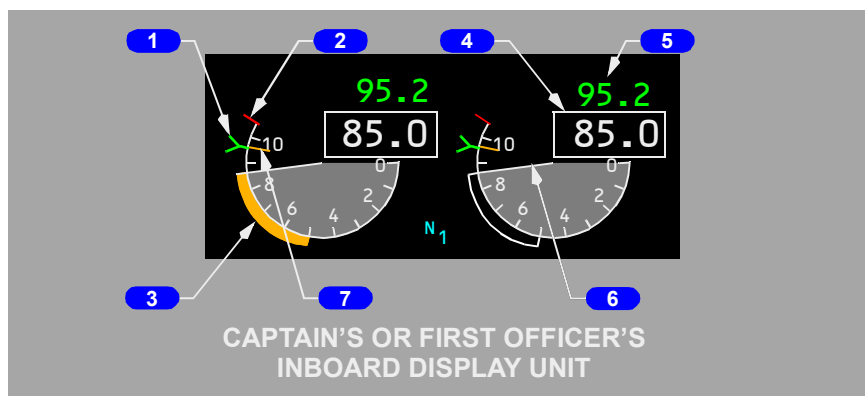 1 2 4 5
95.2 95.2
85.0 85.0
10 0 10 0
8 6 4 2 8 6 4 2
N1
3 7 6
CAPTAIN'S OR FIRST OFFICER'S
INBOARD DISPLAY UNIT